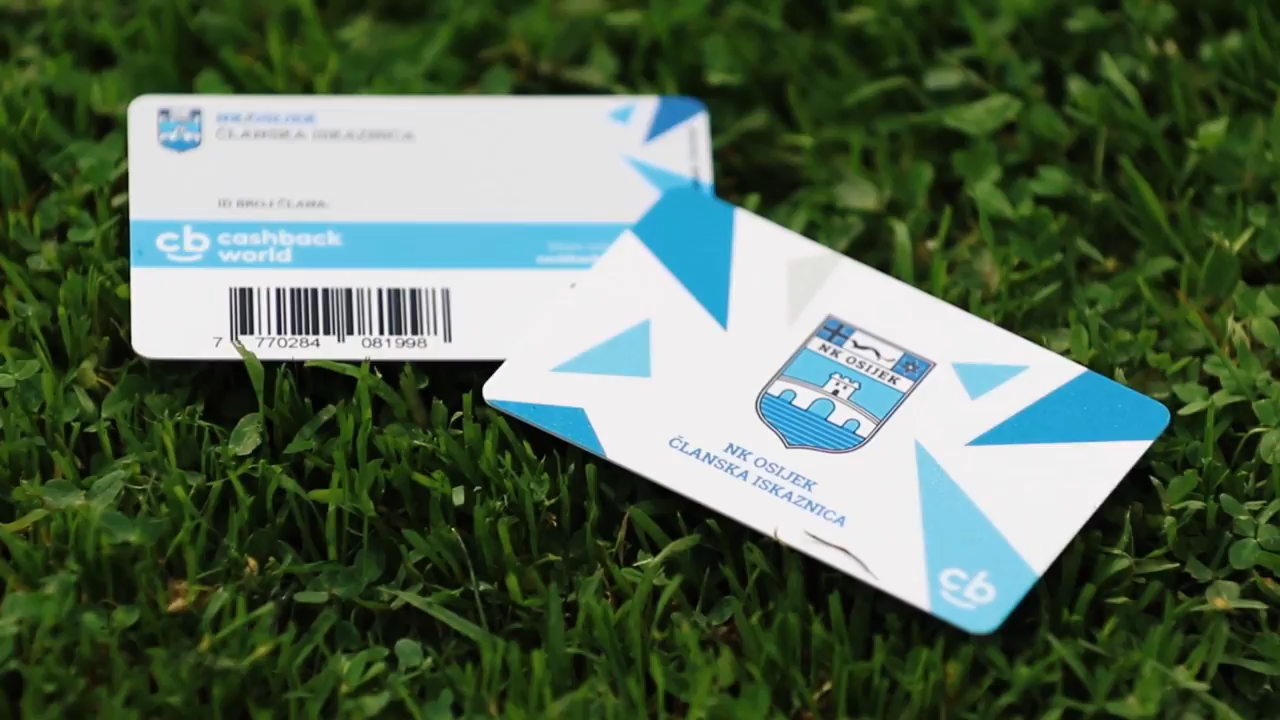 NK OSIJEK
ČLANSKA ISKAZNICA
ID BROJ ČLANA:
cb cashback
world
7 770284 081998
NK OSIJEK
NK OSIJEK
ČLANSKA ISKAZNICA
cb